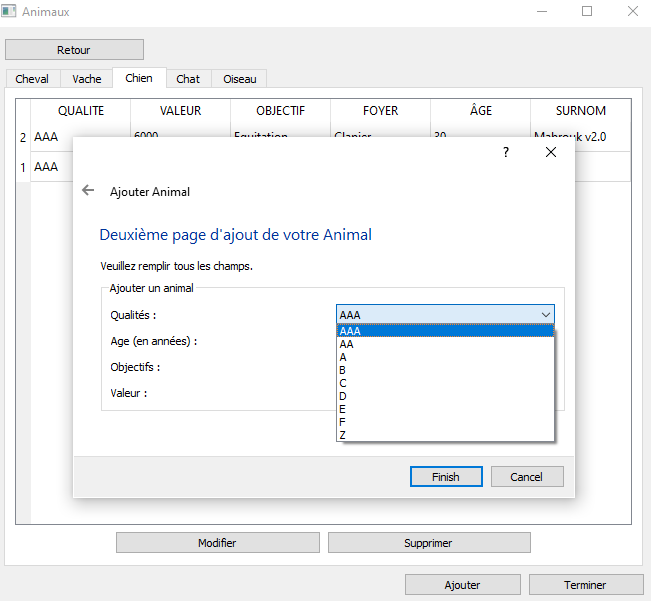 Animaux
Retour
Cheval Vache Chien Chat Oiseau
QUALITE VALEUR OBJECTIF FOYER ÂGE SURNOM
2 AAA 6000 Equitation Clapier 20 Mabrouk v2.0
1 AAA
?
Ajouter Animal
Deuxième page d'ajout de votre Animal
Veuillez remplir tous les champs.
Ajouter un animal
Qualités : AAA
AAA
Age (en années) :
AA
A
Objectifs :
B
C
Valeur :
D
E
F
Z
Finish Cancel
Modifier Supprimer
Ajouter Terminer